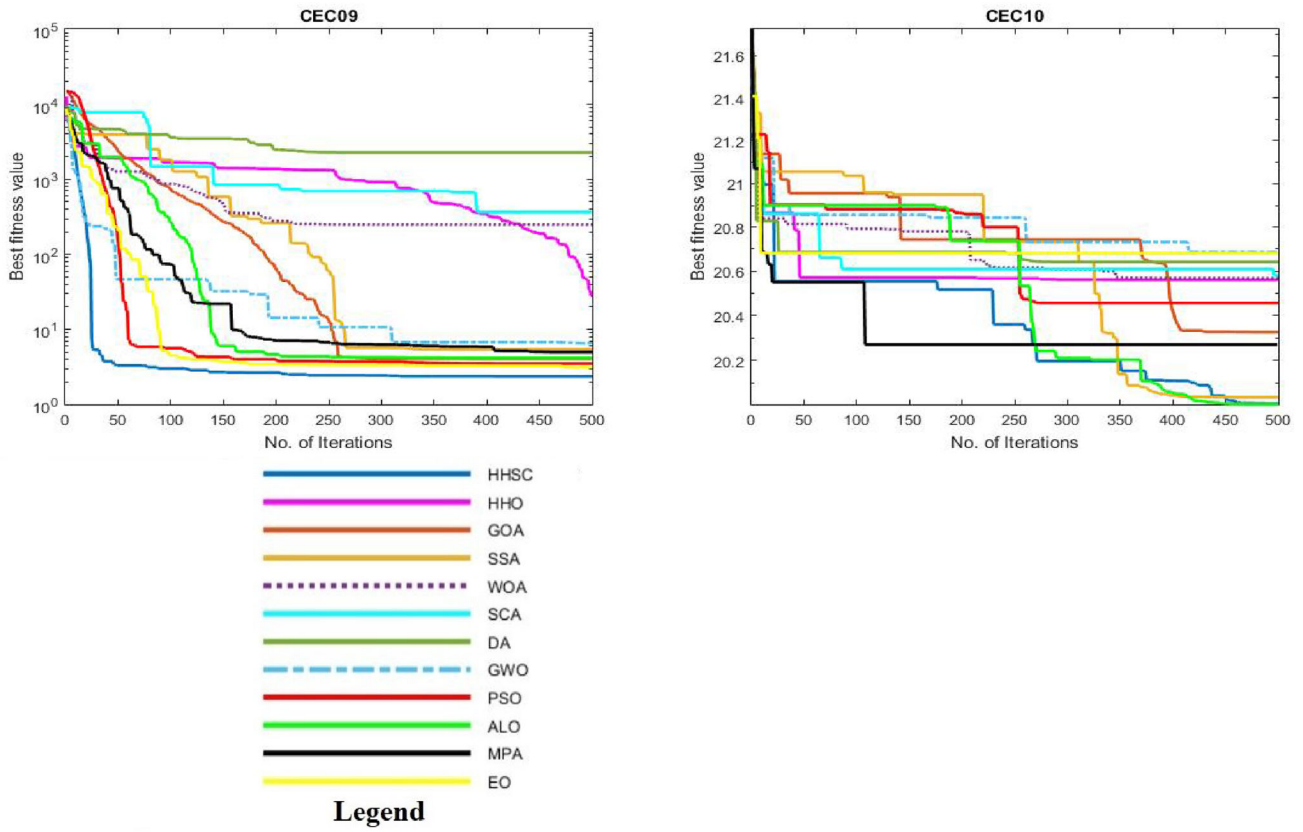 CEC09
10^5
10^4
10^3
10^2
10^1
10^0
Best fitness value
0 50 100 150 200 250 300 350 400 450 500
No. of Iterations
CEC10
21.6
21.4
21.2
21
20.8
20.6
20.4
20.2
Best fitness value
0 50 100 150 200 250 300 350 400 450 500
No. of Iterations
HHSC
HHO
GOA
SSA
WOA
SCA
DA
GWO
PSO
ALO
MPA
EO
Legend